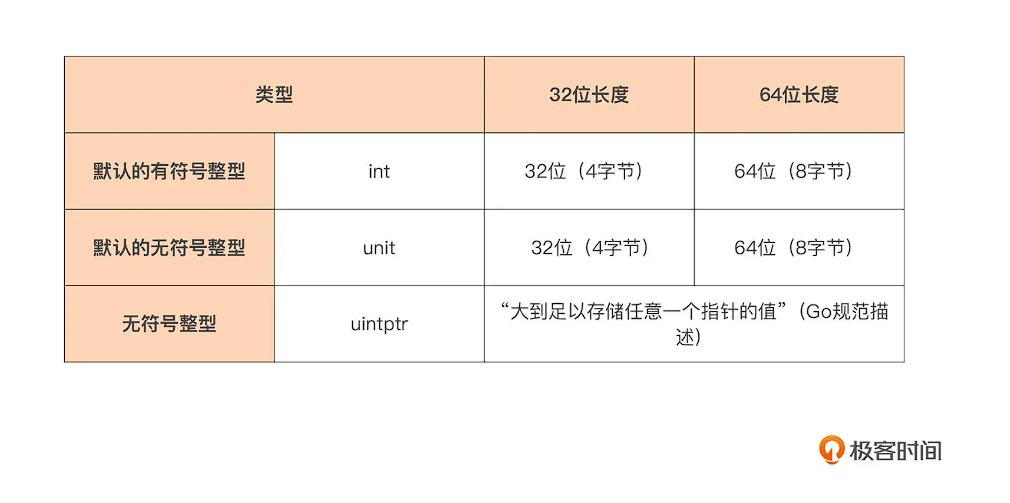 类型 32位长度 64位长度
默认的有符号整型 int 32位（4字节） 64位（8字节）
默认的无符号整型 unit 32位（4字节） 64位（8字节）
无符号整型 uintptr “大到足以存储任意一个指针的值”（Go规范描
述）
极客时间